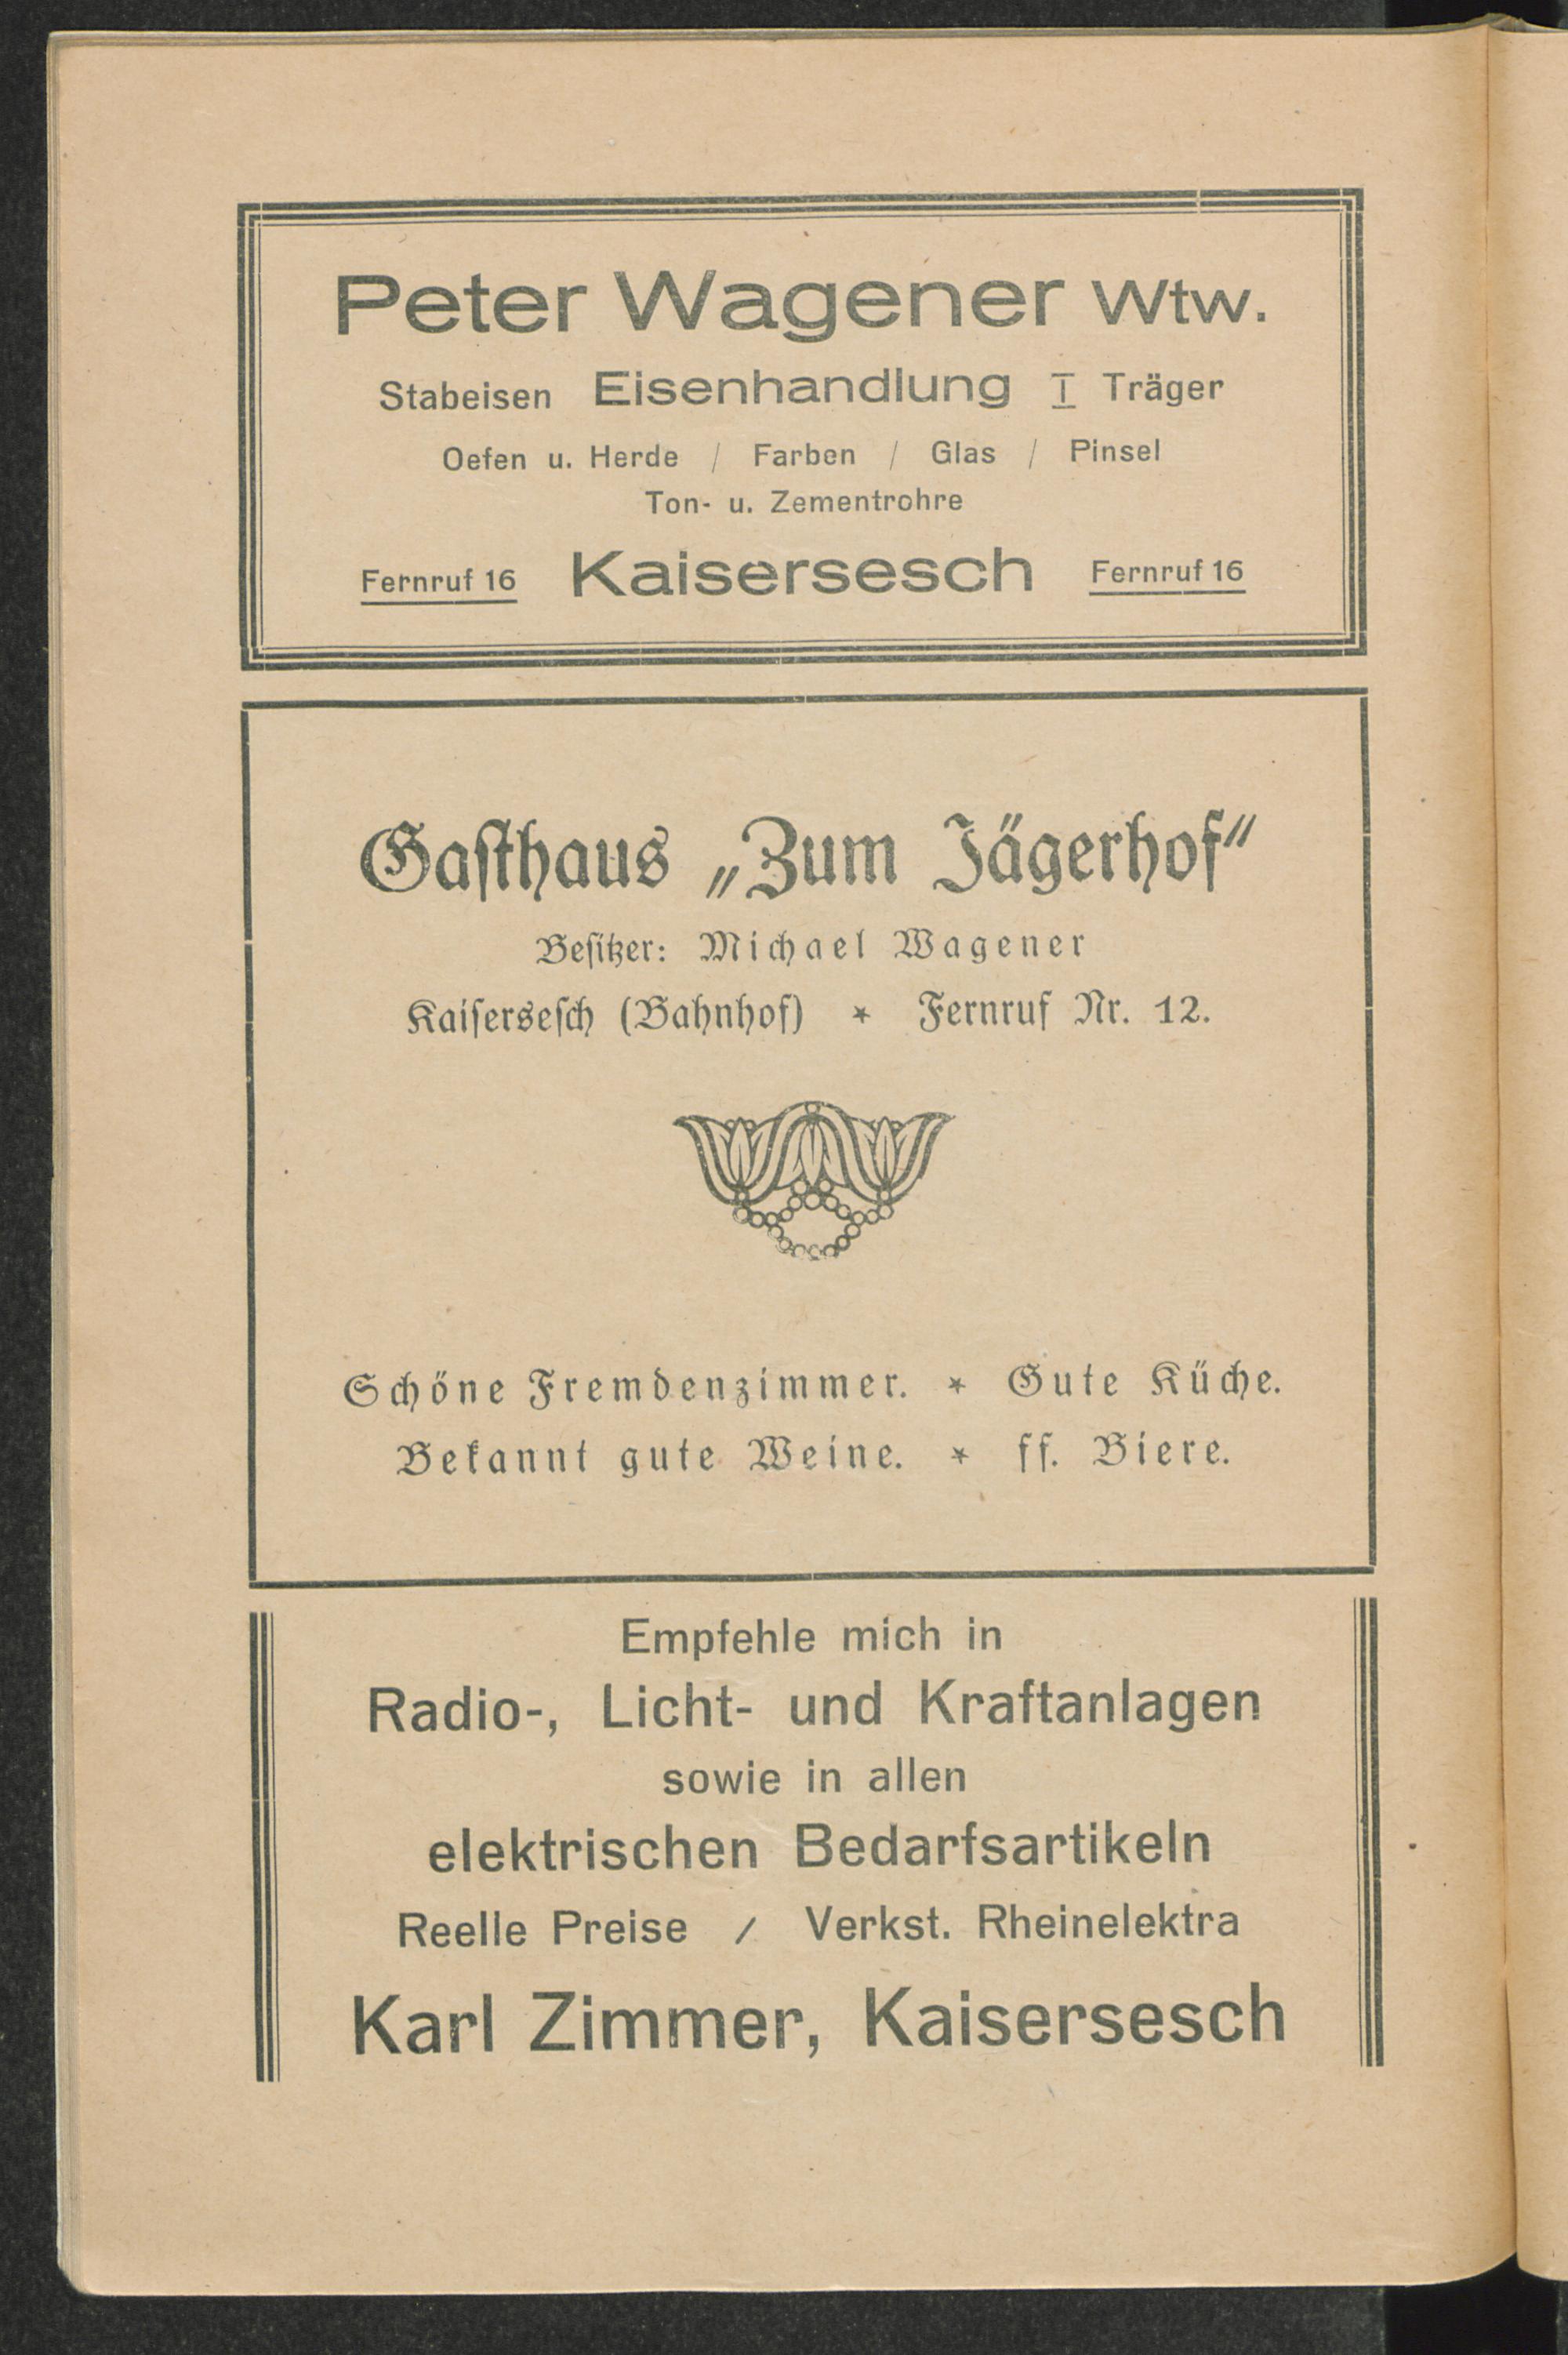 Peter Wagener Wtw.
Stabeisen Eisenhandlung I Träger
Oefen u. Herde / Farben / Glas / Pinsel
Ton- u. Zementrohre
Fernruf 16 Kaisersesch Fernruf 16
Gaſthaus „Zum Jägerhof“
Beſitzer: Michael Wagener
Kaiſersesſch (Bahnhof) * Fernruf Nr. 12.
Schöne Fremdenzimmer. * Gute Küche.
Bekannt gute Weine. * ff. Biere.
Empfehle mich in
Radio-, Licht- und Kraftanlagen
sowie in allen
elektrischen Bedarfsartikeln
Reelle Preise / Verkst. Rheinelektra
Karl Zimmer, Kaisersesch